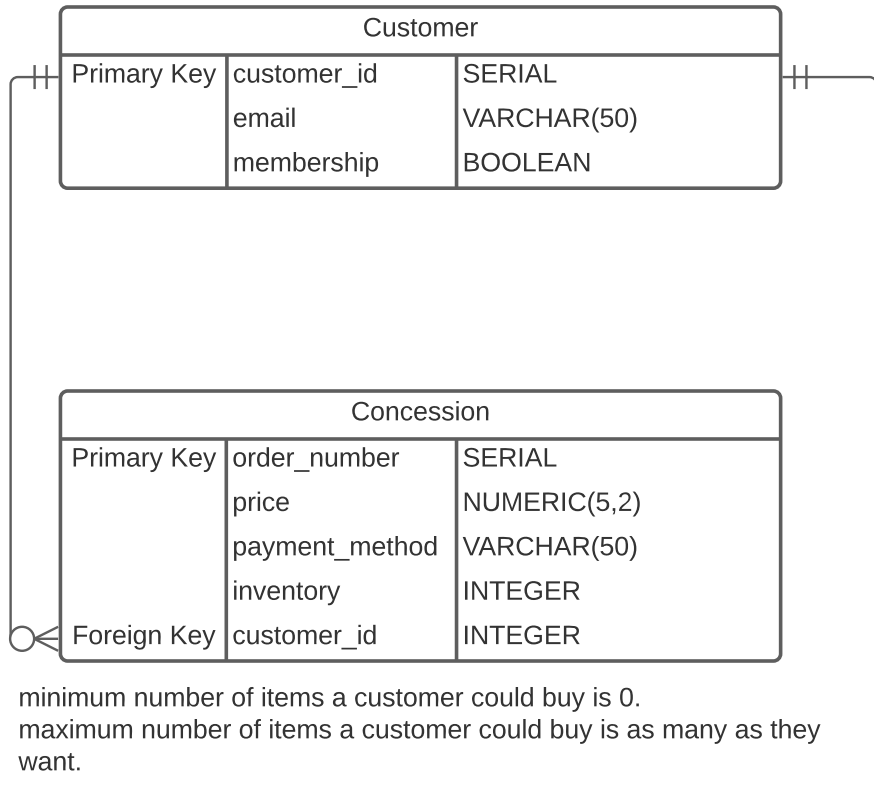 Customer
Primary Key customer_id SERIAL
email VARCHAR(50)
membership BOOLEAN
Concession
Primary Key order_number SERIAL
price NUMERIC(5,2)
payment_method VARCHAR(50)
inventory INTEGER
Foreign Key customer_id INTEGER
minimum number of items a customer could buy is 0.
maximum number of items a customer could buy is as many as they
want.